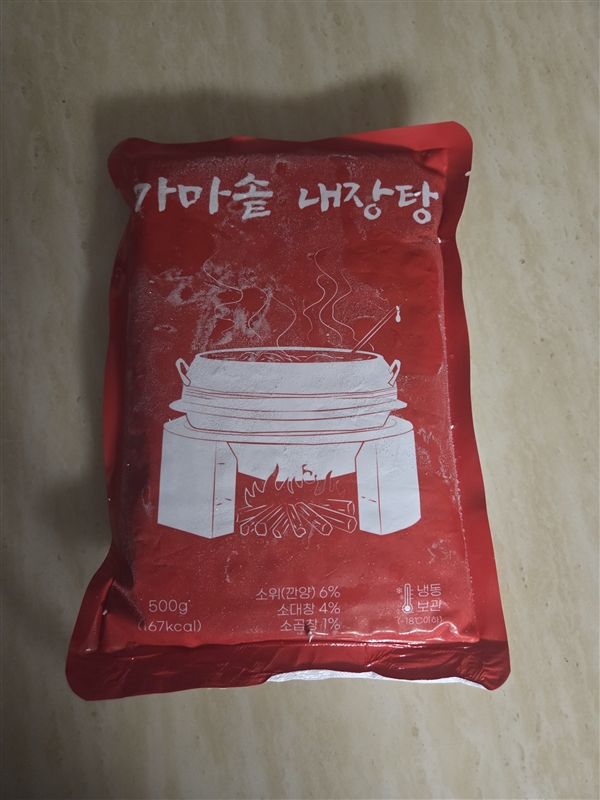 가마솥 내장탕
500g
(167kcal)
소위(깐양) 6%
소대창 4%
소곱창 1%
냉동
보관
(-18℃이하)